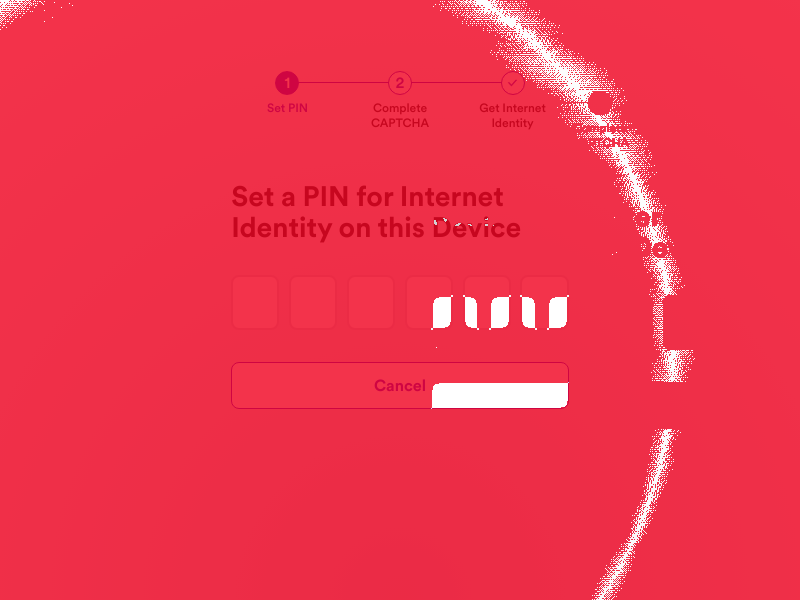 1 2
Set PIN Complete Get Internet
CAPTCHA Identity
Set a PIN for Internet
Identity on this Device
Cancel